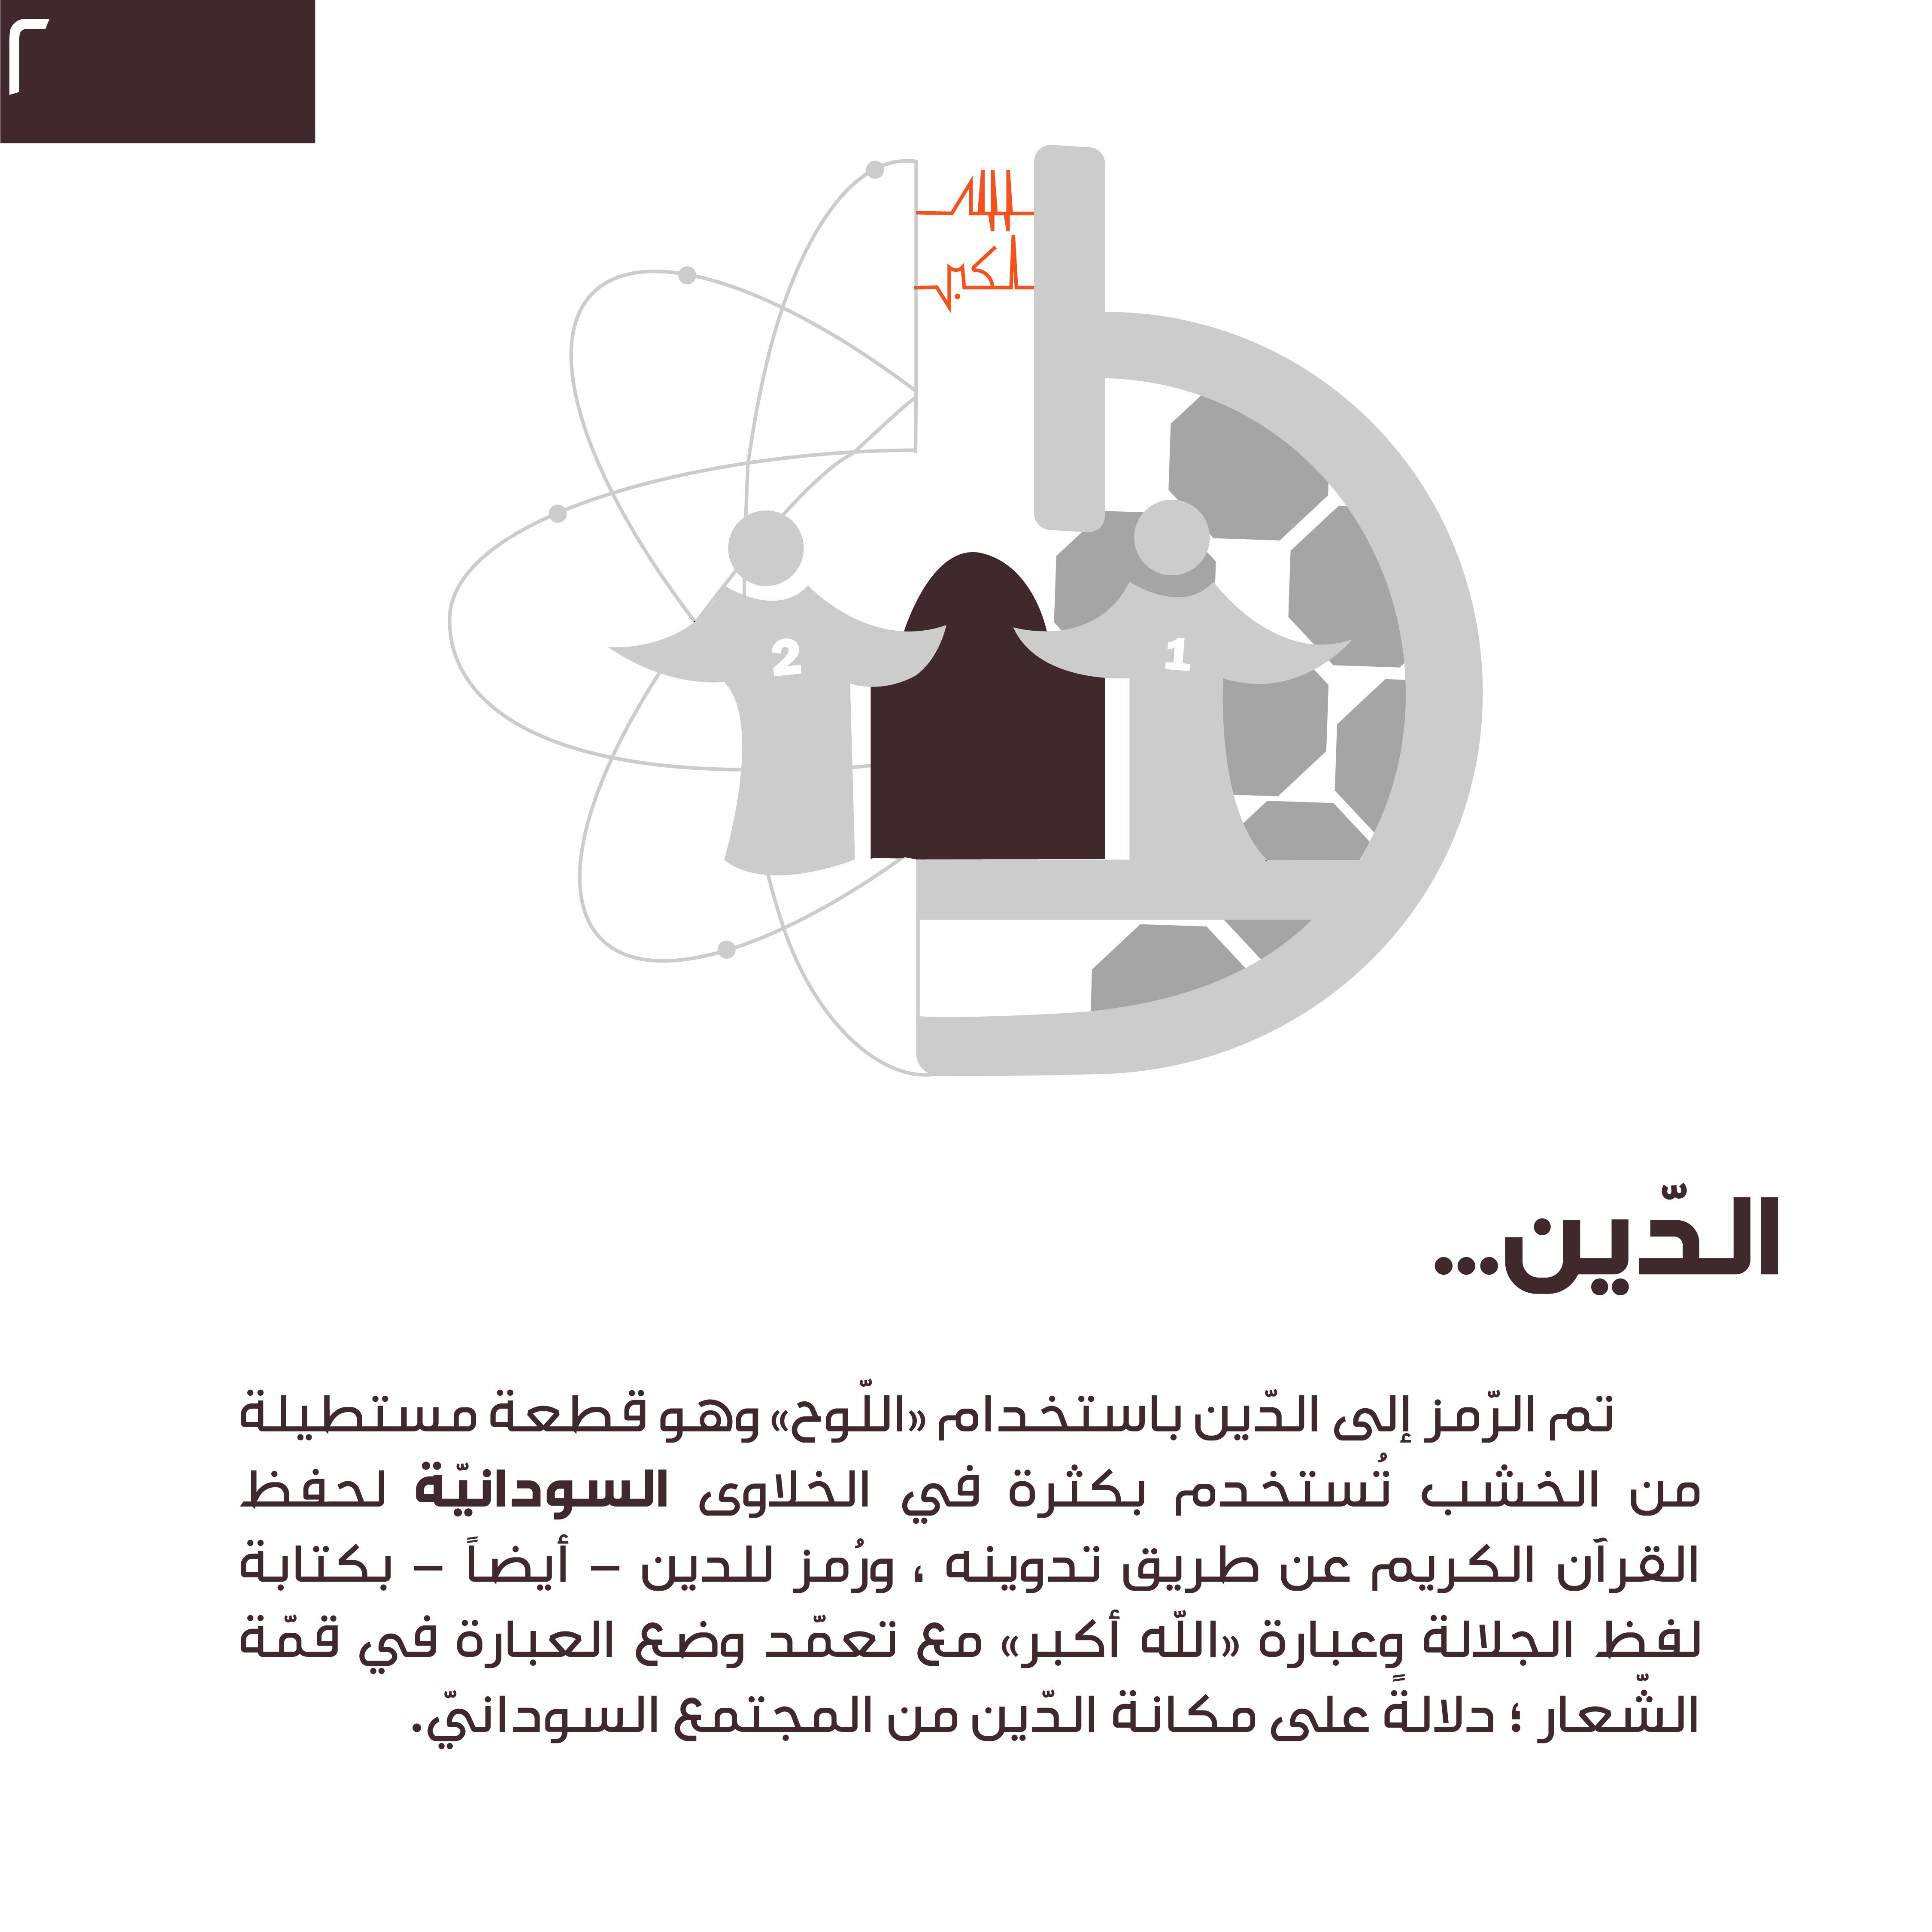 ٢
الله
أكبر
2
1
الدّين...
تم الرّمز إلى الدّين باستخدام «اللّوح» وهو قطعة مستطيلة
من الخشب تُستخدم بكثرة في الخلاوى السودانيّة لحفظ
القرآن الكريم عن طريق تدوينه ، ورُمز للدين – أيضاً – بكتابة
لفظ الجلالة وعبارة «اللّه أكبر» مع تعمّد وضع العبارة في قمّة
الشّعار ؛ دلالةً على مكانة الدّين من المجتمع السودانيّ.